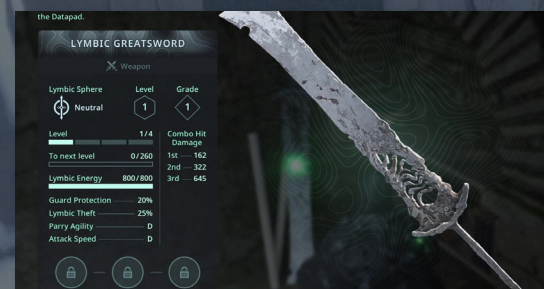 the Datapad.
LYMBIC GREATSWORD
Weapon
Lymbic Sphere
Neutral
Level
1
Grade
1
Level 1/4
To next level 0/260
Lymbic Energy 800/800
Guard Protection 20%
Lymbic Theft 25%
Parry Agility D
Attack Speed D
Combo Hit
Damage
1st 162
2nd 322
3rd 645